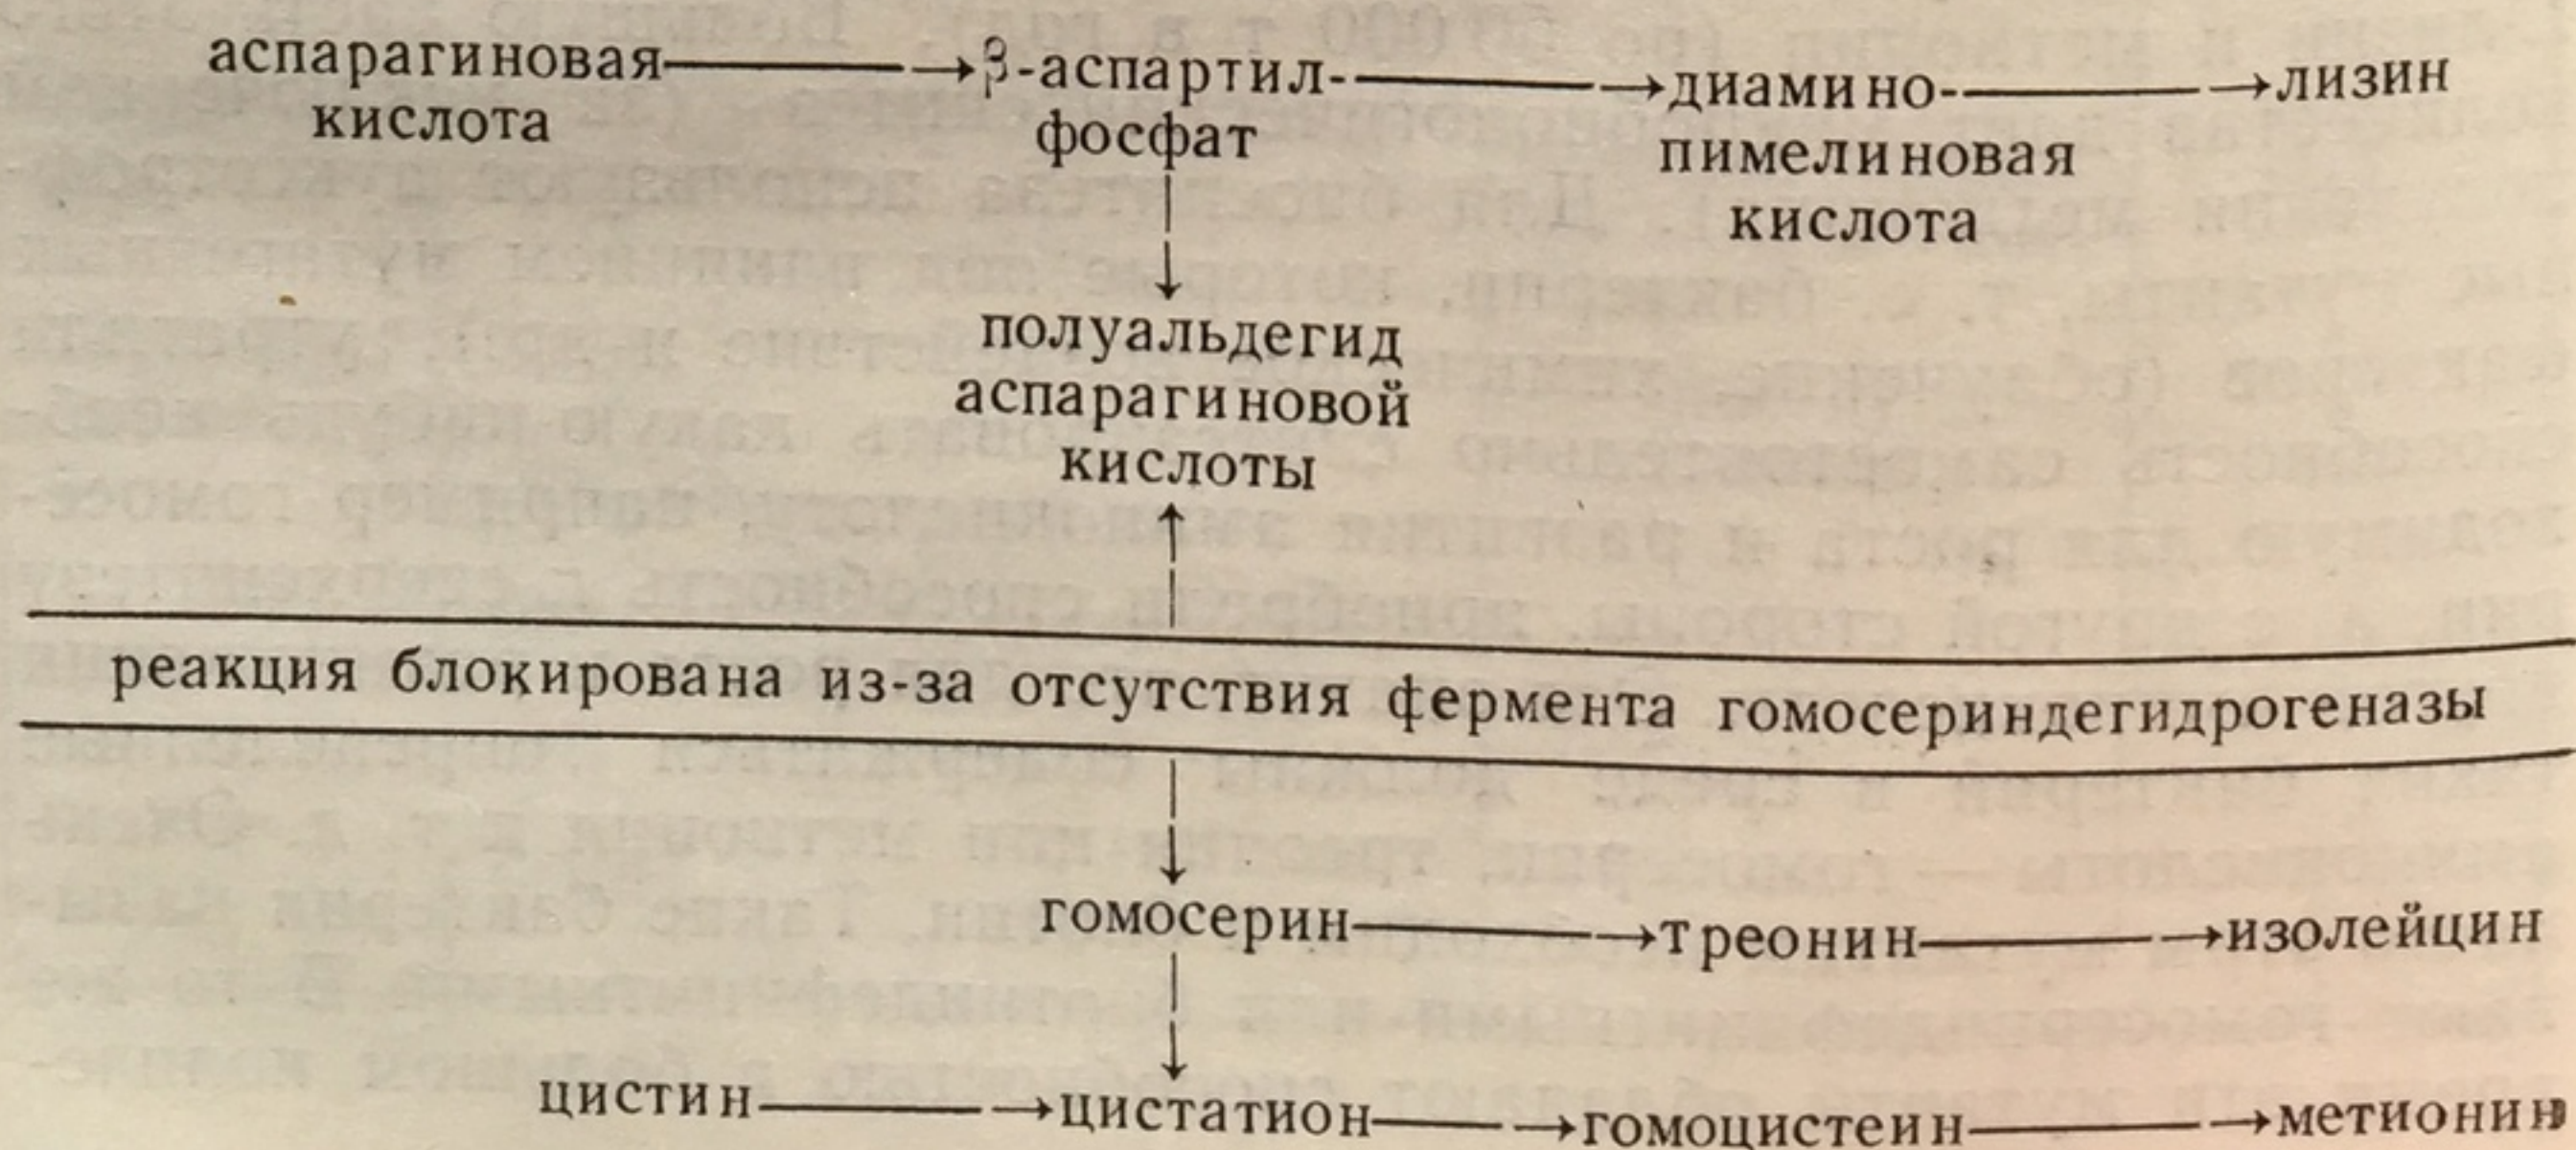 аспарагиновая → β-аспартил- → диамино- → лизин
кислота фосфат пимелиновая
кислота
полуальдегид
аспарагиновой
кислоты
реакция блокирована из-за отсутствия фермента гомосериндегидрогеназы
гомосерин → треонин → изолейцин
цистин → цистатион → гомоцистеин → метионин